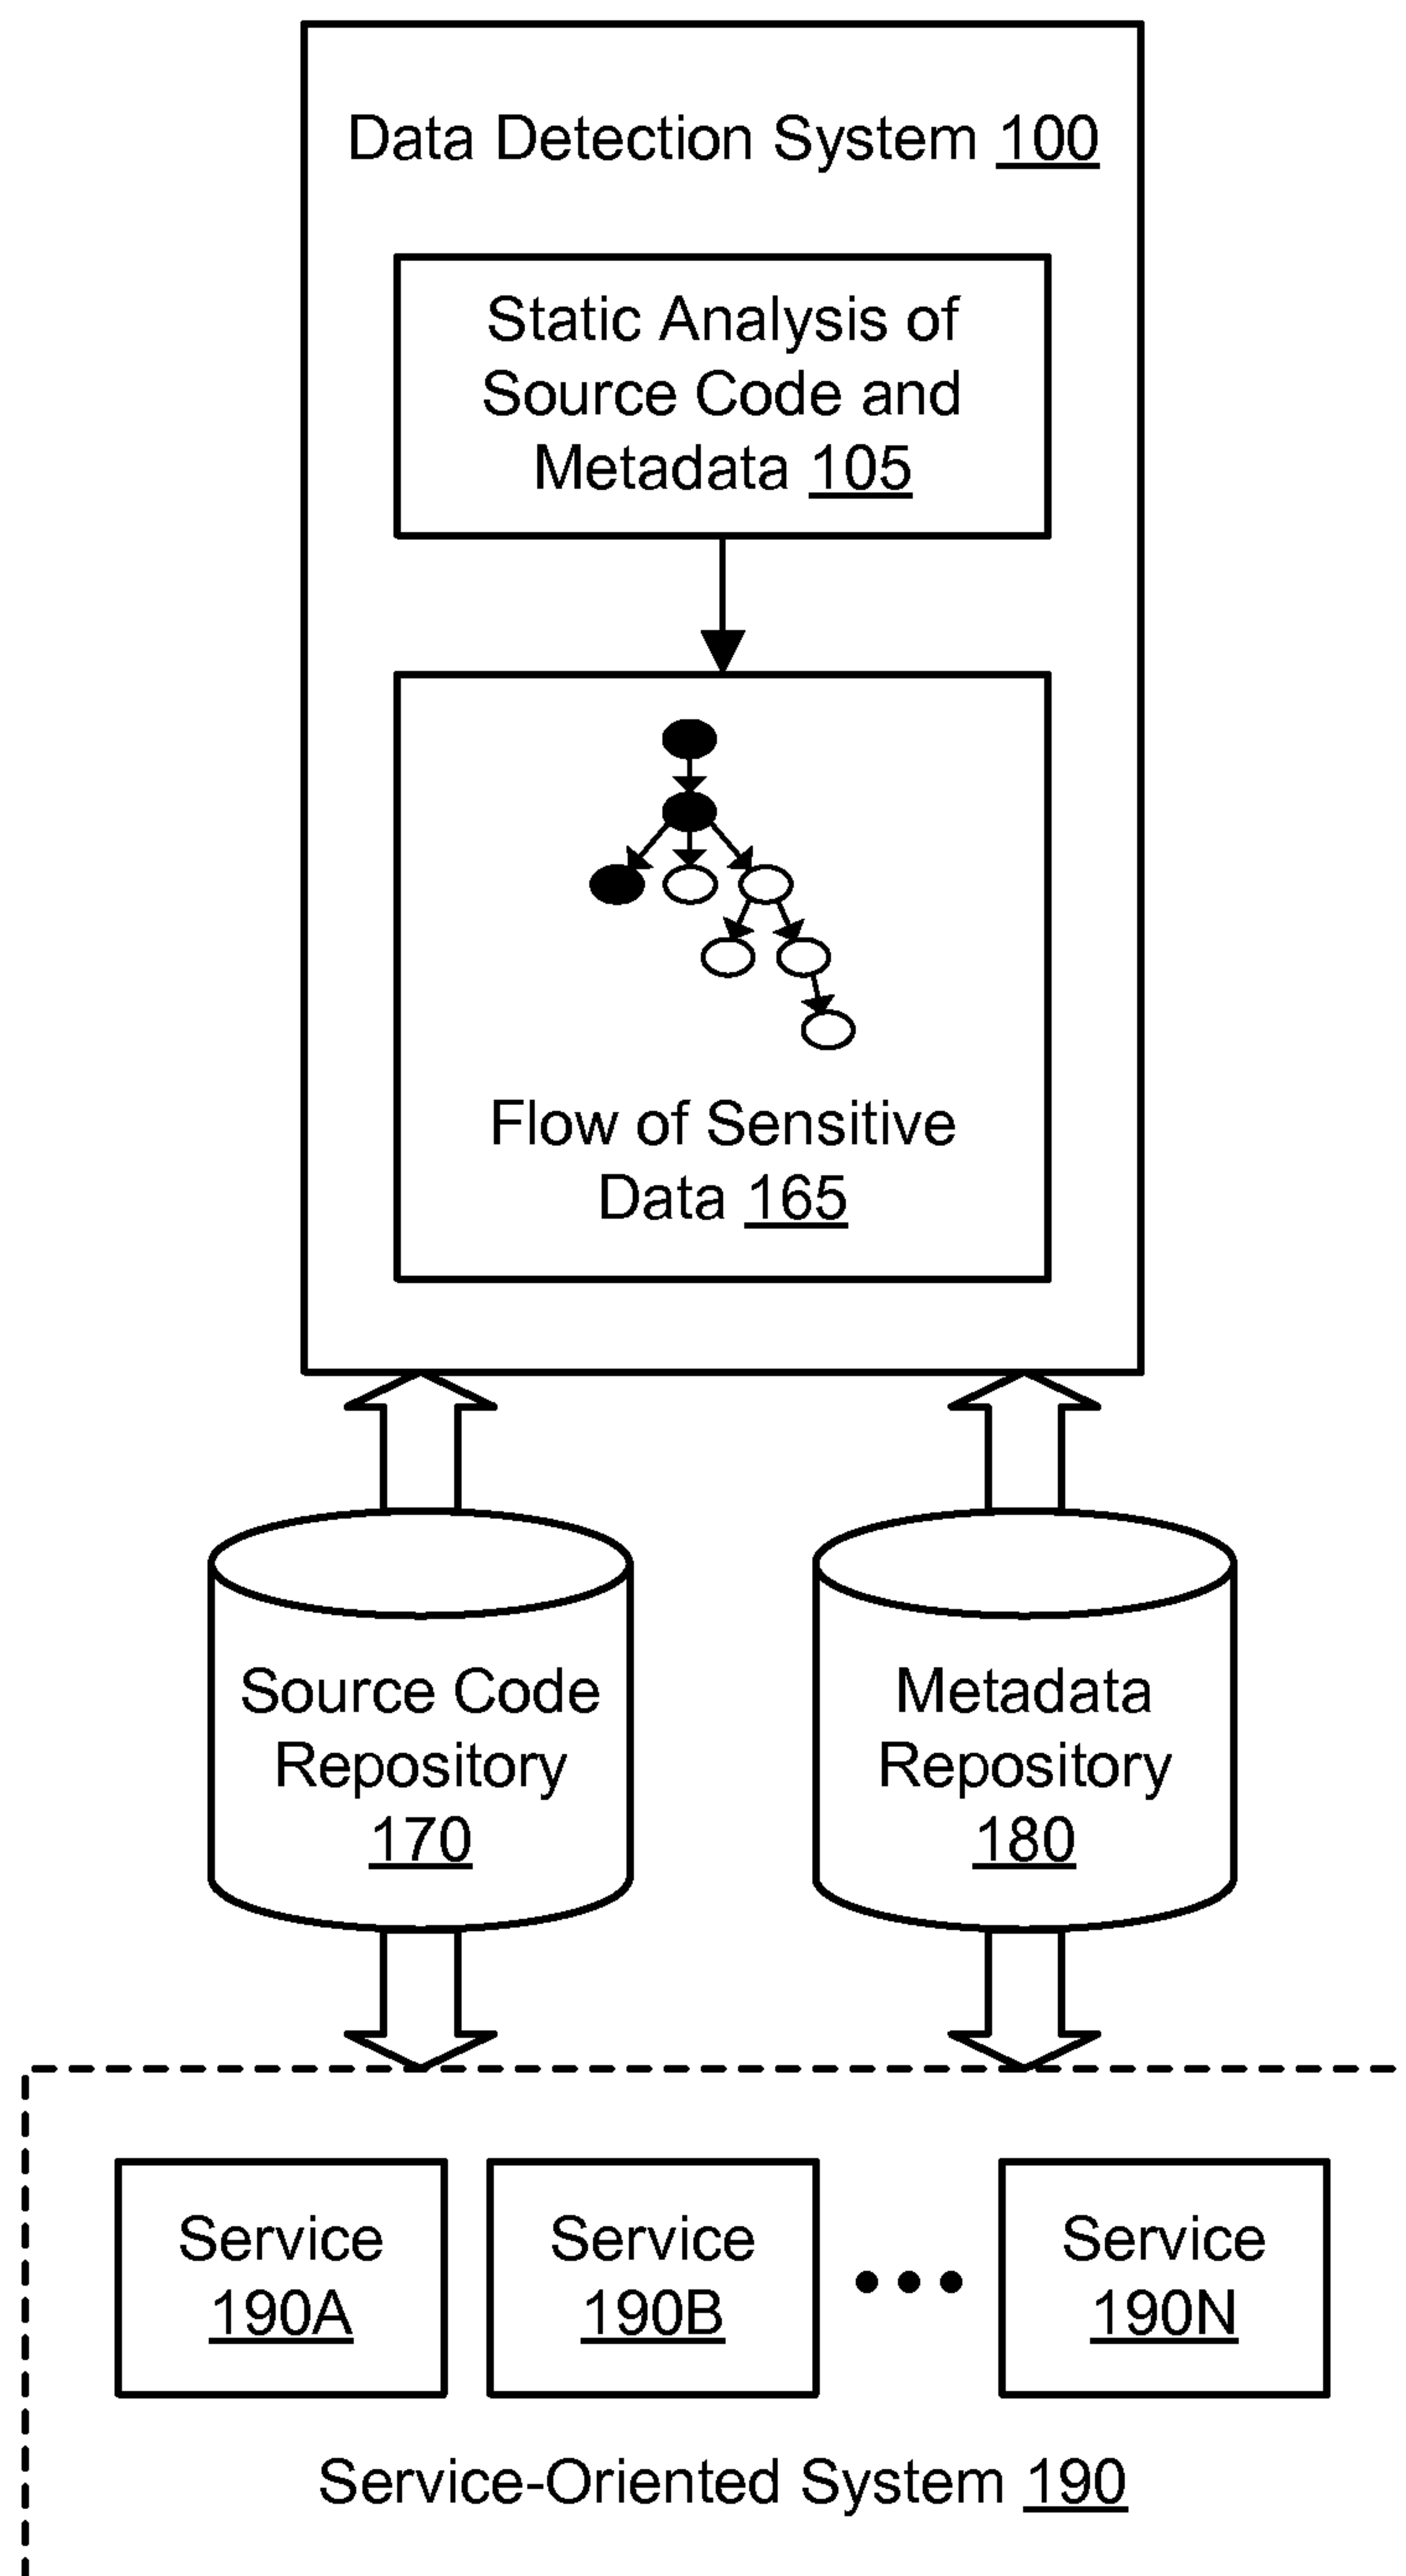 Data Detection System 100
Static Analysis of
Source Code and
Metadata 105
Flow of Sensitive
Data 165
Source Code
Repository
170
Metadata
Repository
180
Service
190A
Service
190B
Service
190N
Service-Oriented System 190